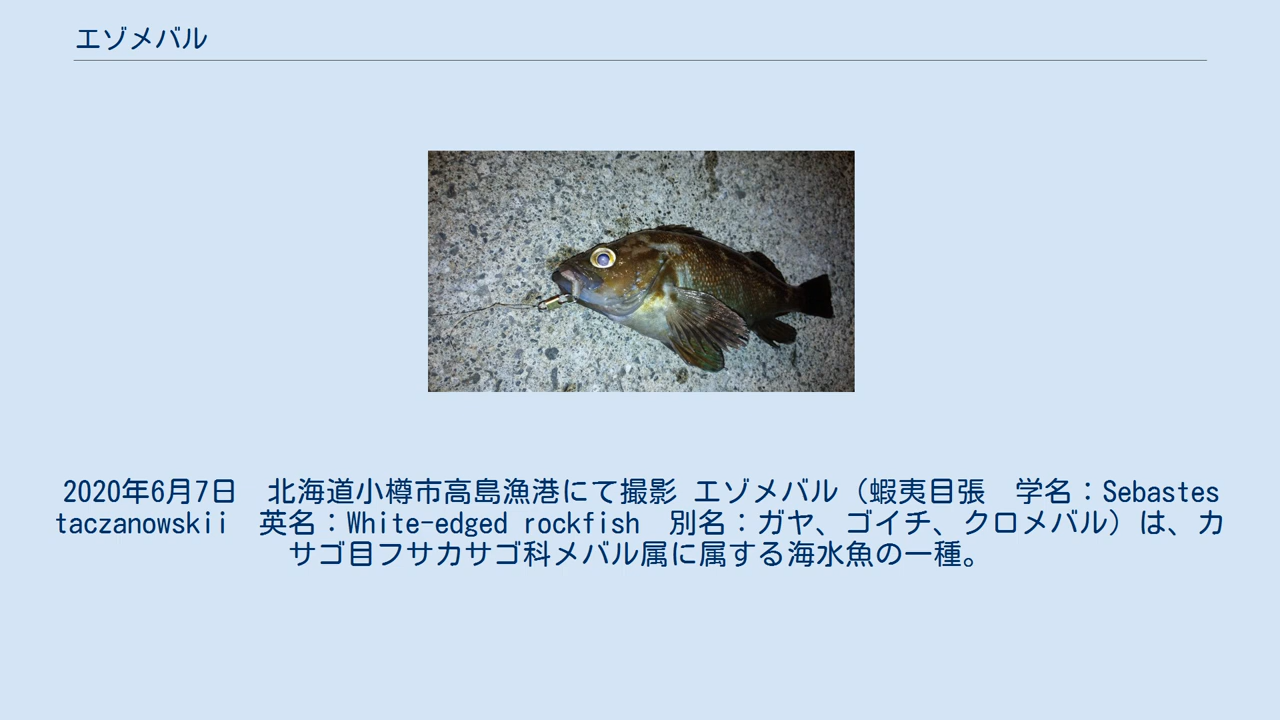 エゾメバル
2020年6月7日　北海道小樽市高島漁港にて撮影 エゾメバル（蝦夷目張　学名：Sebastes
taczanowskii　英名：White-edged rockfish　別名：ガヤ、ゴイチ、クロメバル）は、カ
サゴ目フサカサゴ科メバル属に属する海水魚の一種。